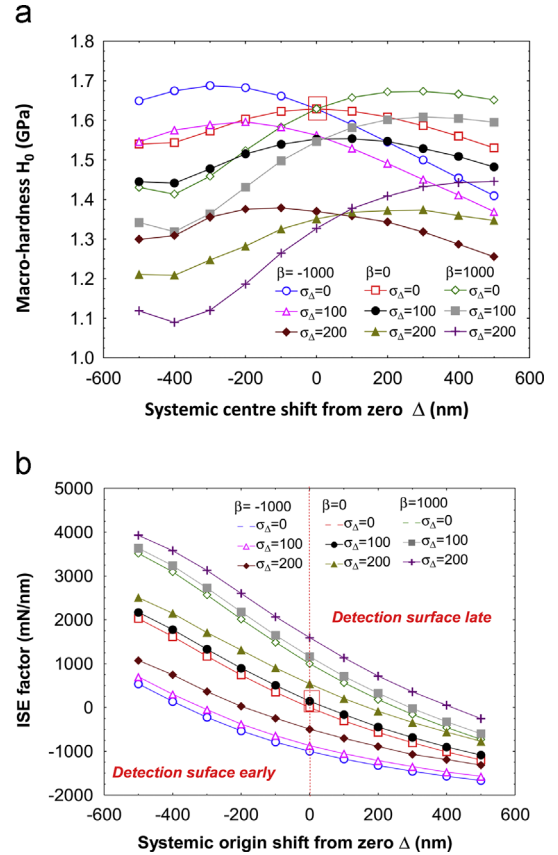 a
1.8
1.7
1.6
1.5
1.4
1.3
1.2
1.1
1.0
Macro-hardness H0 (GPa)
β= -1000 β=0 β=1000
σΔ=0 σΔ=0 σΔ=0
σΔ=100 σΔ=100 σΔ=100
σΔ=200 σΔ=200 σΔ=200
-600 -400 -200 0 200 400 600
Systemic centre shift from zero Δ (nm)
b
5000
4000
3000
2000
1000
0
-1000
-2000
ISE factor (mN/nm)
β= -1000 β=0 β=1000
σΔ=0 σΔ=0 σΔ=0
σΔ=100 σΔ=100 σΔ=100
σΔ=200 σΔ=200 σΔ=200
Detection surface late
Detection suface early
-600 -400 -200 0 200 400 600
Systemic origin shift from zero Δ (nm)